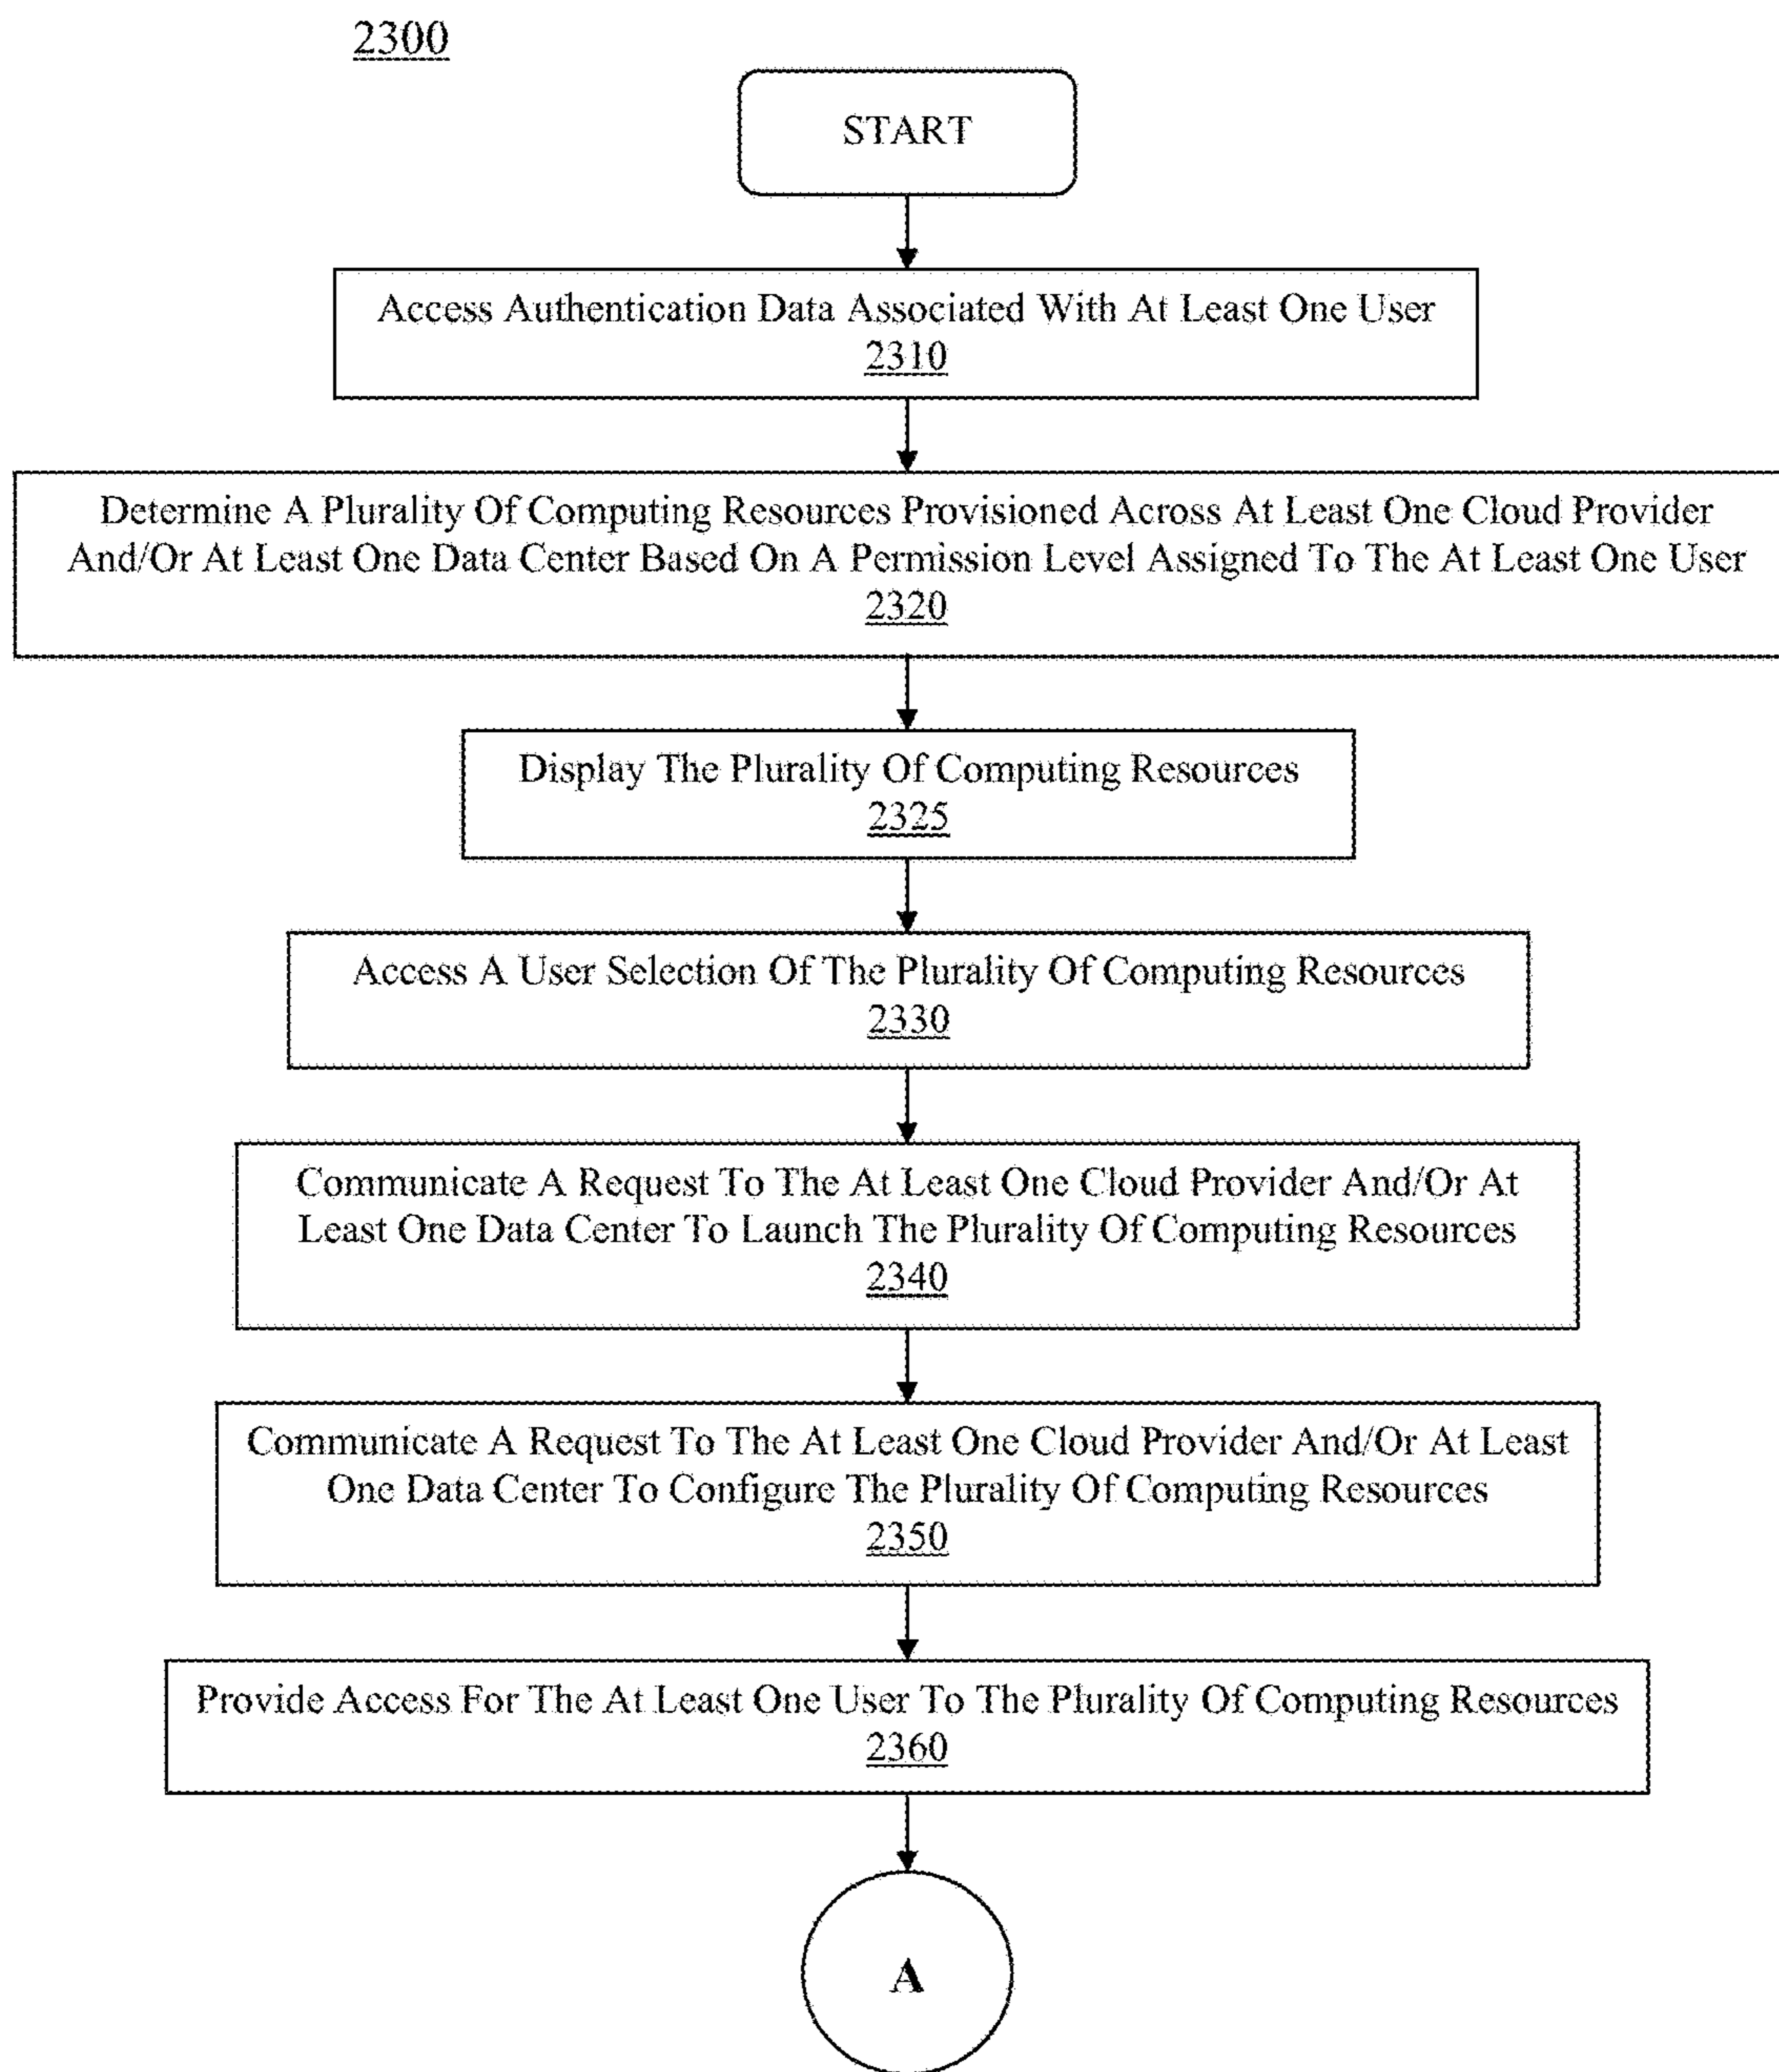 2300
START
Access Authentication Data Associated With At Least One User
2310
Determine A Plurality Of Computing Resources Provisioned Across At Least One Cloud Provider
And/Or At Least One Data Center Based On A Permission Level Assigned To The At Least One User
2320
Display The Plurality Of Computing Resources
2325
Access A User Selection Of The Plurality Of Computing Resources
2330
Communicate A Request To The At Least One Cloud Provider And/Or At
Least One Data Center To Launch The Plurality Of Computing Resources
2340
Communicate A Request To The At Least One Cloud Provider And/Or At Least
One Data Center To Configure The Plurality Of Computing Resources
2350
Provide Access For The At Least One User To The Plurality Of Computing Resources
2360
A